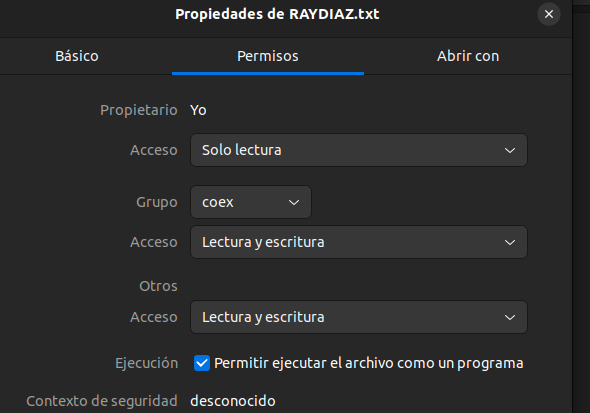 Propiedades de RAYDIAZ.txt
Básico Permisos Abrir con
Propietario Yo
Acceso Solo lectura
Grupo coex
Acceso Lectura y escritura
Otros
Acceso Lectura y escritura
Ejecución Permitir ejecutar el archivo como un programa
Contexto de seguridad desconocido